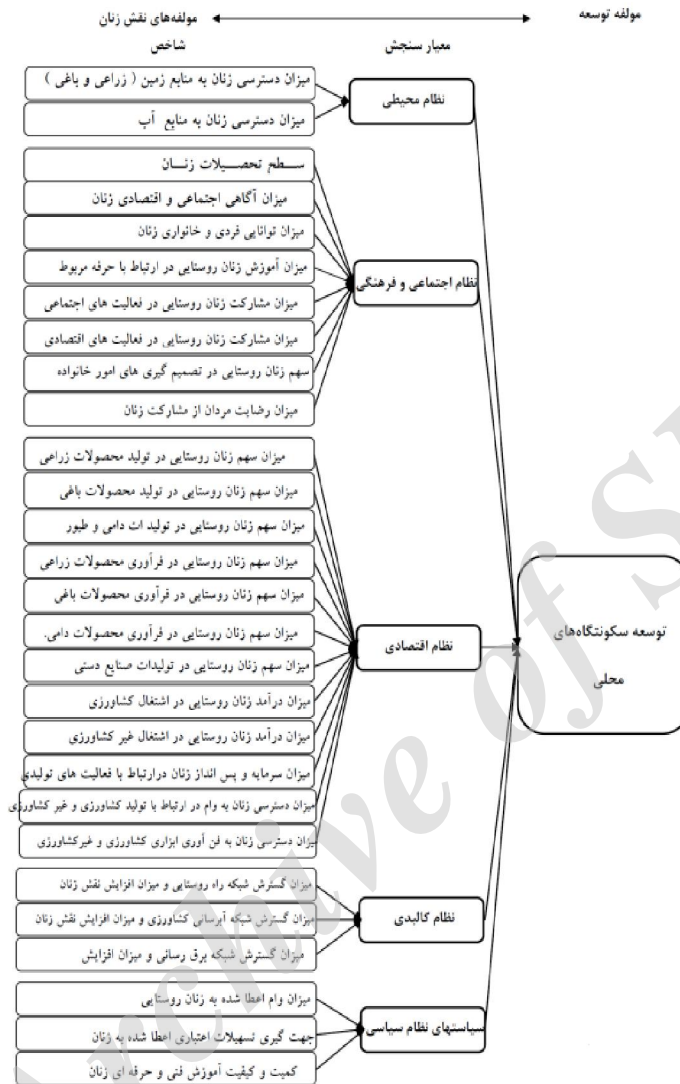 مولفه توسعه
مولفه‌های نقش زنان
معیار سنجش
شاخص
میزان دسترسی زنان به منابع زمین ( زراعی و باغی )
میزان دسترسی زنان به منابع آب
نظام محیطی
سطح تحصیلات زنان
میزان آگاهی اجتماعی و اقتصادی زنان
میزان توانایی فردی و خانواری زنان
میزان آموزش زنان روستایی در ارتباط با حرفه مربوط
میزان مشارکت زنان روستایی در فعالیت های اجتماعی
میزان مشارکت زنان روستایی در فعالیت های اقتصادی
سهم زنان روستایی در تصمیم گیری های امور خانواده
میزان رضایت مردان از مشارکت زنان
نظام اجتماعی و فرهنگی
میزان سهم زنان روستایی در تولید محصولات زراعی
میزان سهم زنان روستایی در تولید محصولات باغی
میزان سهم زنان روستایی در تولید ات دامی و طیور
میزان سهم زنان روستایی در فرآوری محصولات زراعی
میزان سهم زنان روستایی در فرآوری محصولات باغی
میزان سهم زنان روستایی در فرآوری محصولات دامی.
میزان سهم زنان روستایی در تولیدات صنایع دستی
میزان درآمد زنان روستایی در اشتغال کشاورزی
میزان درآمد زنان روستایی در اشتغال غیر کشاورزی
میزان سرمایه و پس انداز زنان درارتباط با فعالیت های تولیدی
میزان دسترسی زنان به وام در ارتباط با تولید کشاورزی و غیر کشاورزی
میزان دسترسی زنان به فن آوری ابزاری کشاورزی و غیرکشاورزی
نظام اقتصادی
توسعه سکونتگاه‌های
محلی
میزان گسترش شبکه راه روستایی و میزان افزایش نقش زنان
میزان گسترش شبکه آبرسانی کشاورزی و میزان افزایش نقش زنان
میزان گسترش شبکه برق رسانی و میزان افزایش
نظام کالبدی
میزان وام اعطا شده به زنان روستایی
جهت گیری تسهیلات اعتباری اعطا شده به زنان
کمیت و کیفیت آموزش فنی و حرفه ای زنان
سیاستهای نظام سیاسی
Archive of S